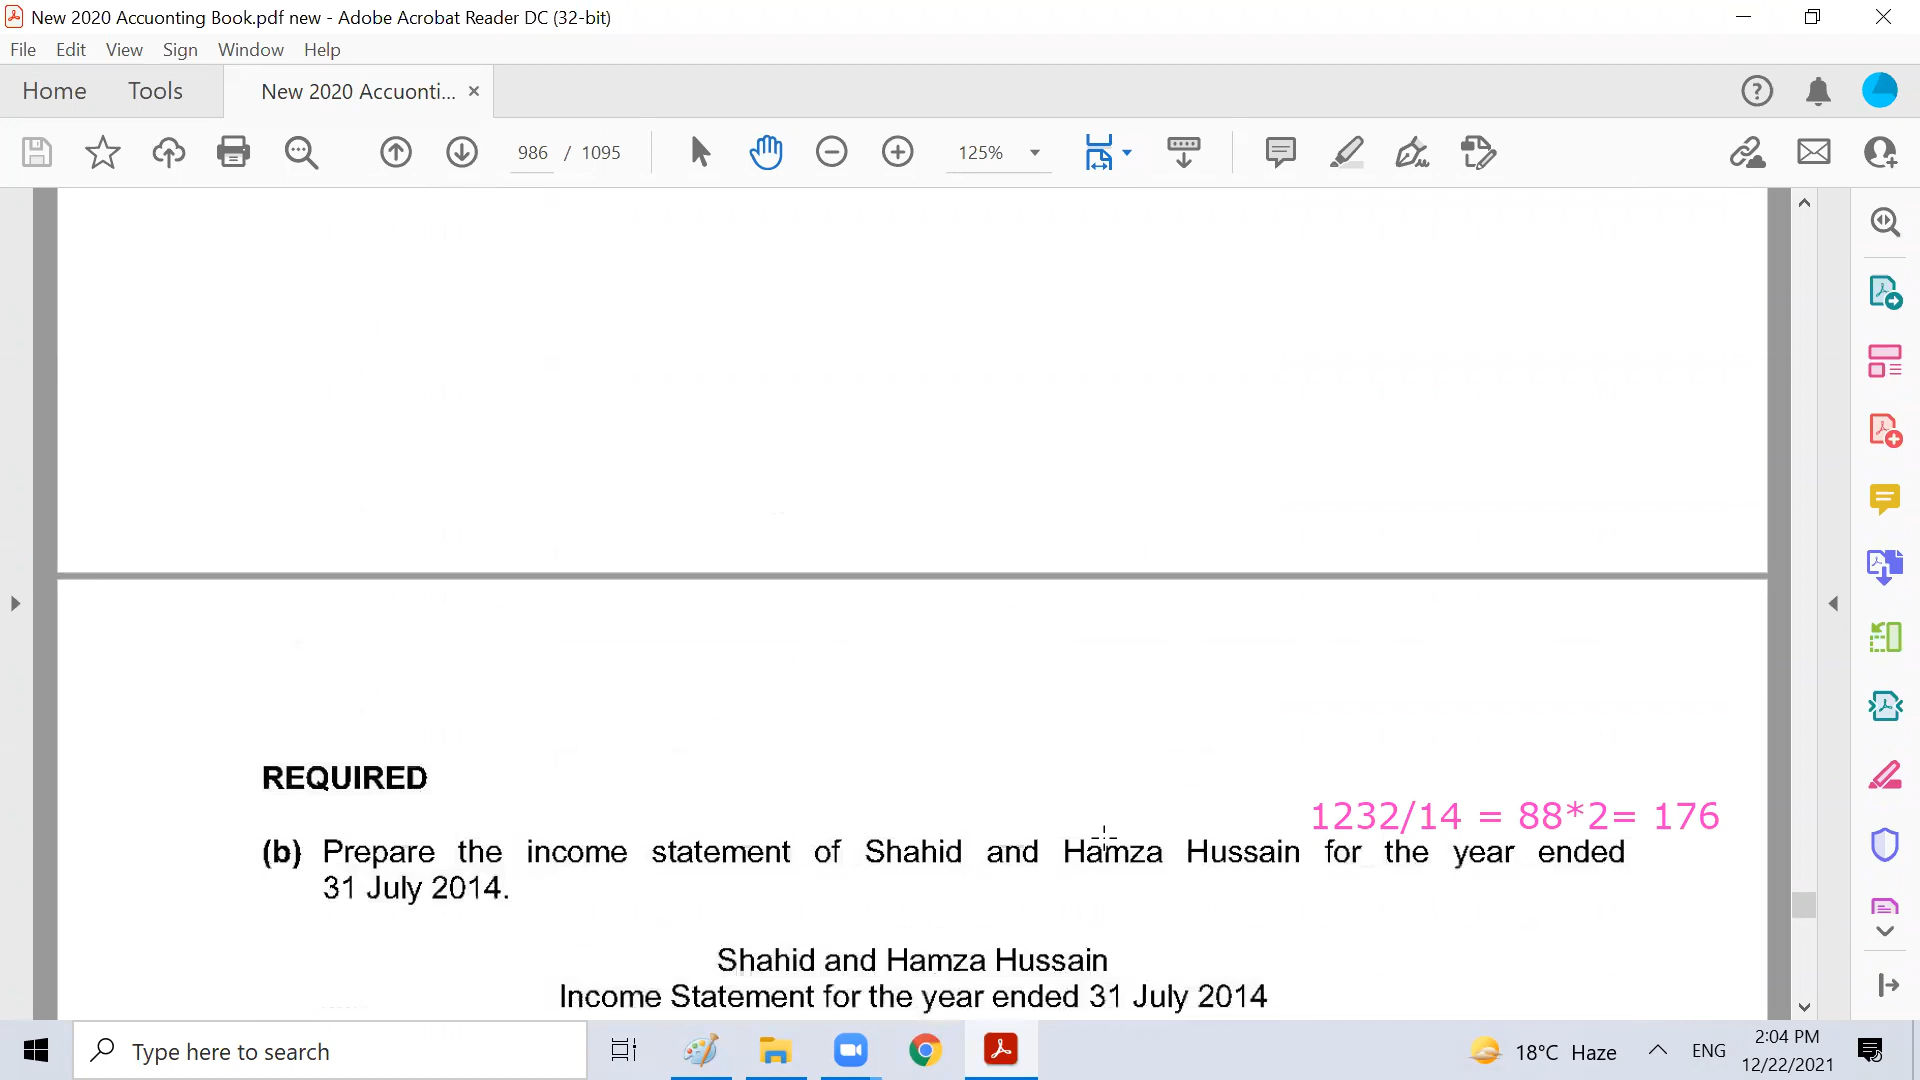 New 2020 Accuonting Book.pdf new - Adobe Acrobat Reader DC (32-bit)
File Edit View Sign Window Help
Home Tools New 2020 Accuonti... ×
986 / 1095 125%
REQUIRED
1232/14 = 88*2= 176
(b) Prepare the income statement of Shahid and Hamza Hussain for the year ended
31 July 2014.
Shahid and Hamza Hussain
Income Statement for the year ended 31 July 2014
Type here to search
18°C Haze
ENG
2:04 PM
12/22/2021